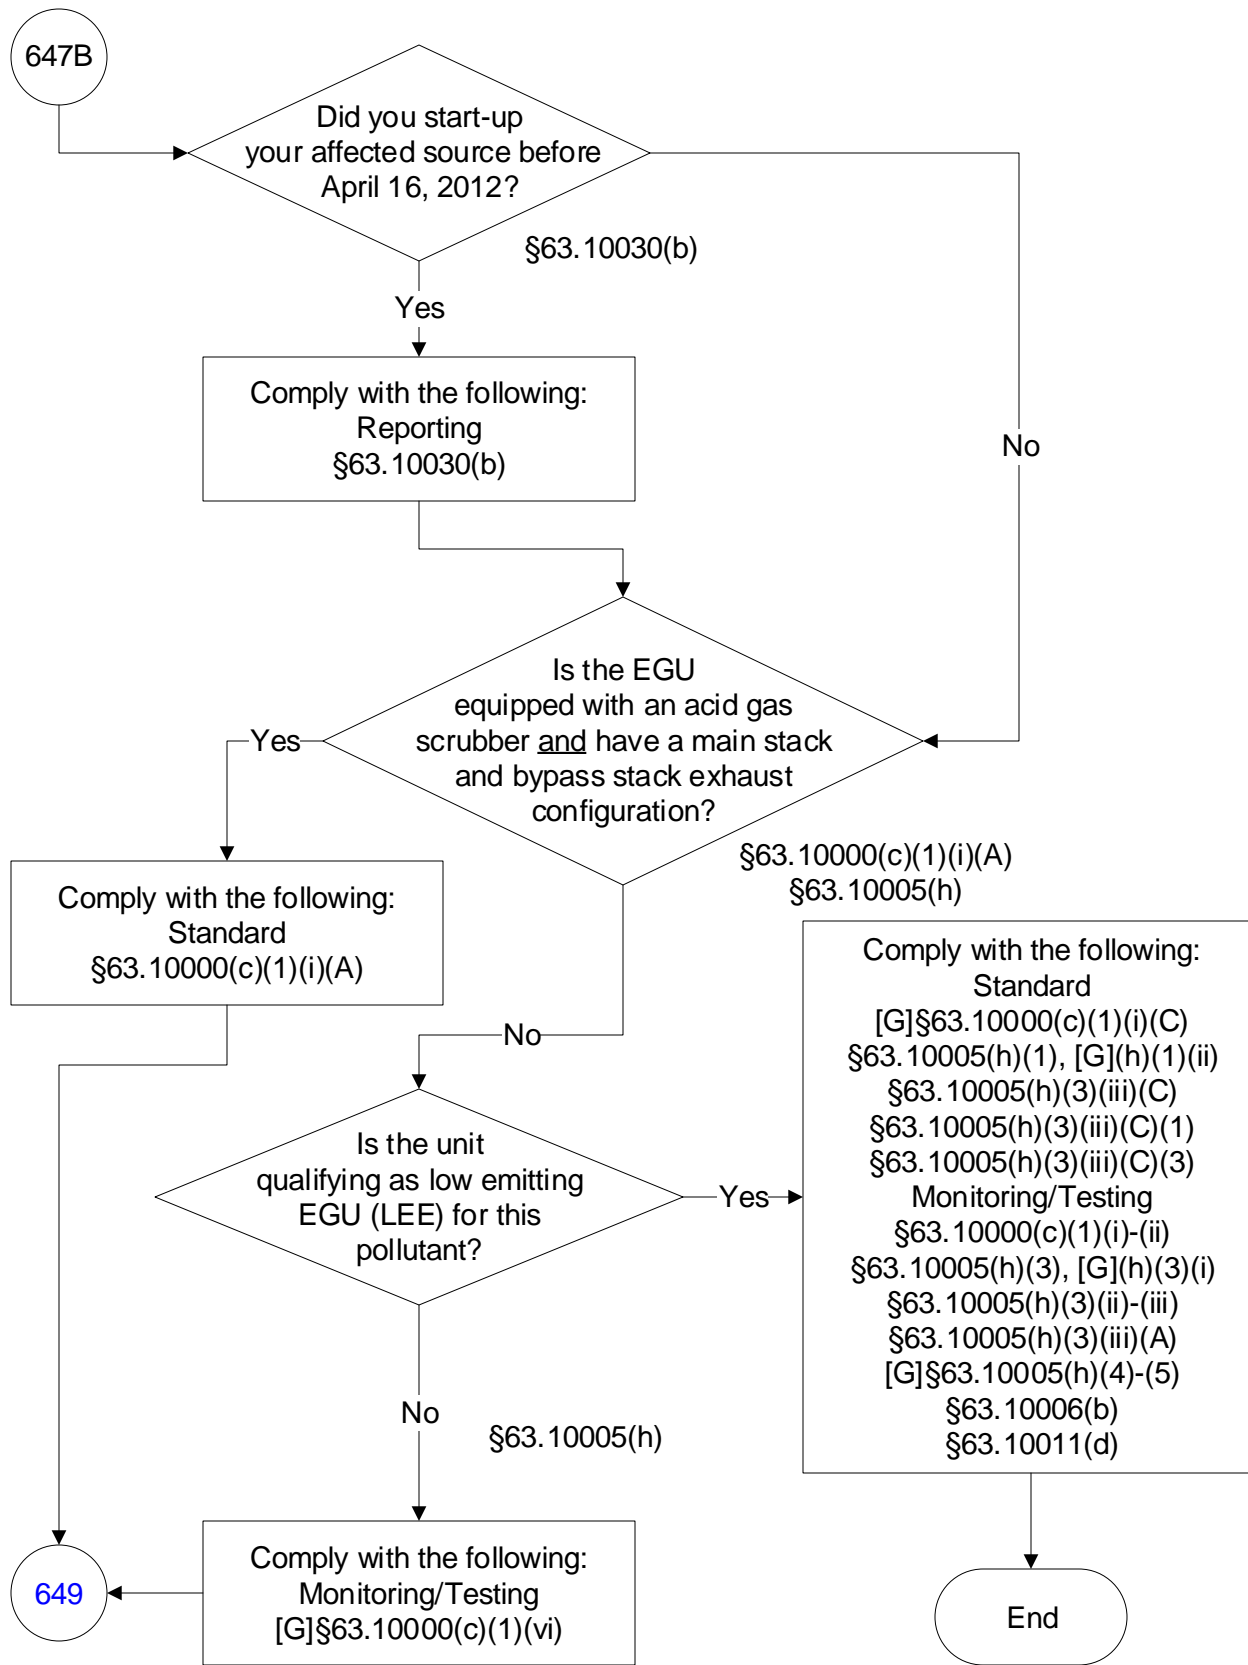 647B
Did you start-up
your affected source before
April 16, 2012?
§63.10030(b)
Yes
Comply with the following:
Reporting
§63.10030(b)
No
Is the EGU
equipped with an acid gas
scrubber and have a main stack
and bypass stack exhaust
configuration?
Yes
§63.10000(c)(1)(i)(A)
§63.10005(h)
Comply with the following:
Standard
§63.10000(c)(1)(i)(A)
No
Is the unit
qualifying as low emitting
EGU (LEE) for this
pollutant?
Yes
Comply with the following:
Standard
[G]§63.10000(c)(1)(i)(C)
§63.10005(h)(1), [G](h)(1)(ii)
§63.10005(h)(3)(iii)(C)
§63.10005(h)(3)(iii)(C)(1)
§63.10005(h)(3)(iii)(C)(3)
Monitoring/Testing
§63.10000(c)(1)(i)-(ii)
§63.10005(h)(3), [G](h)(3)(i)
§63.10005(h)(3)(ii)-(iii)
§63.10005(h)(3)(iii)(A)
[G]§63.10005(h)(4)-(5)
§63.10006(b)
§63.10011(d)
No
§63.10005(h)
649
Comply with the following:
Monitoring/Testing
[G]§63.10000(c)(1)(vi)
End